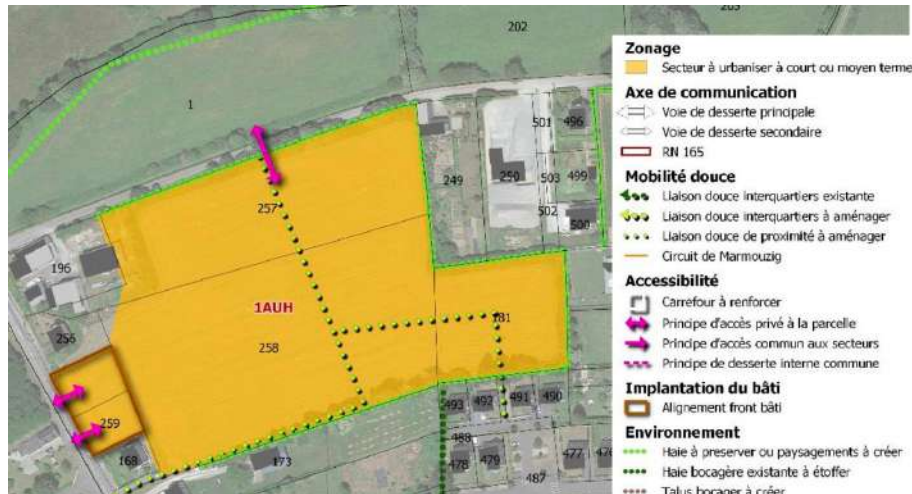 Zonage
Secteur à urbaniser à court ou moyen terme
Axe de communication
Voie de desserte principale
Voie de desserte secondaire
RN 165
Mobilité douce
Liaison douce interquartiers existante
Liaison douce interquartiers à aménager
Liaison douce de proximité à aménager
Circuit de Marmouzig
Accessibilité
Carrefour à renforcer
Principe d'accès privé à la parcelle
Principe d'accès commun aux secteurs
Principe de desserte interne commune
Implantation du bâti
Alignement front bâti
Environnement
Haie à préserver ou paysagements à créer
Haie bocagère existante à étoffer
Talus bocager à créer
202
203
1
501
496
249
250
503
499
502
500
257
196
1AUH
181
256
258
259
493
492
491
490
168
173
488
478
479
487
477
476